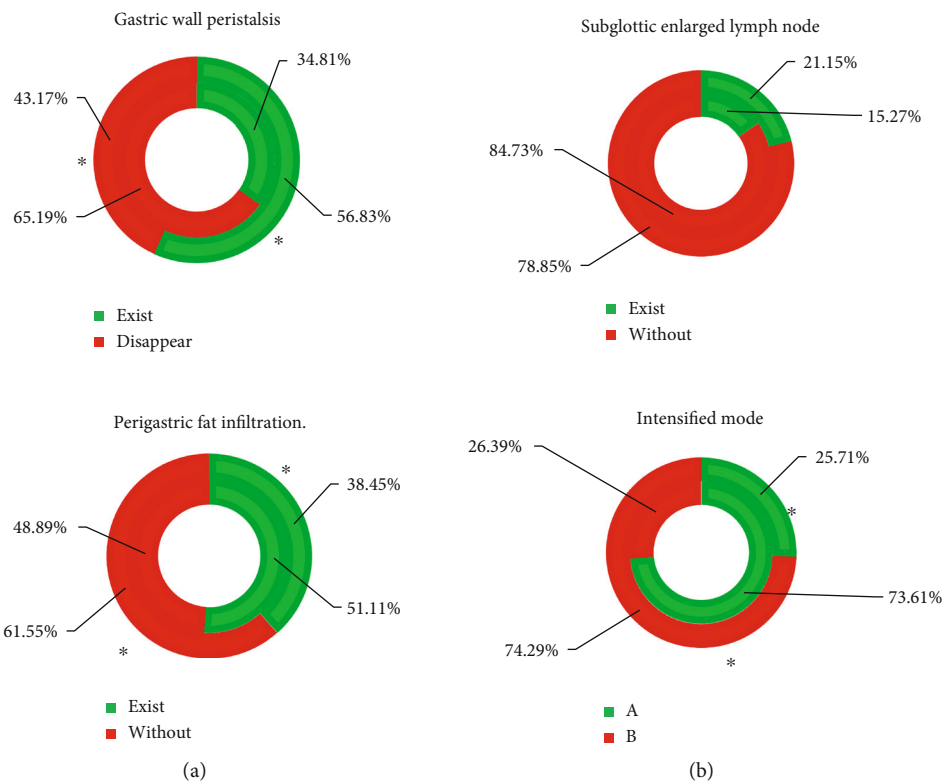 Gastric wall peristalsis
34.81%
43.17%
*
65.19%
56.83%
*
Exist
Disappear
Subglottic enlarged lymph node
21.15%
15.27%
84.73%
78.85%
Exist
Without
Perigastric fat infiltration.
*
38.45%
48.89%
51.11%
61.55%
*
Exist
Without
(a)
Intensified mode
26.39%
25.71%
*
73.61%
74.29%
*
A
B
(b)